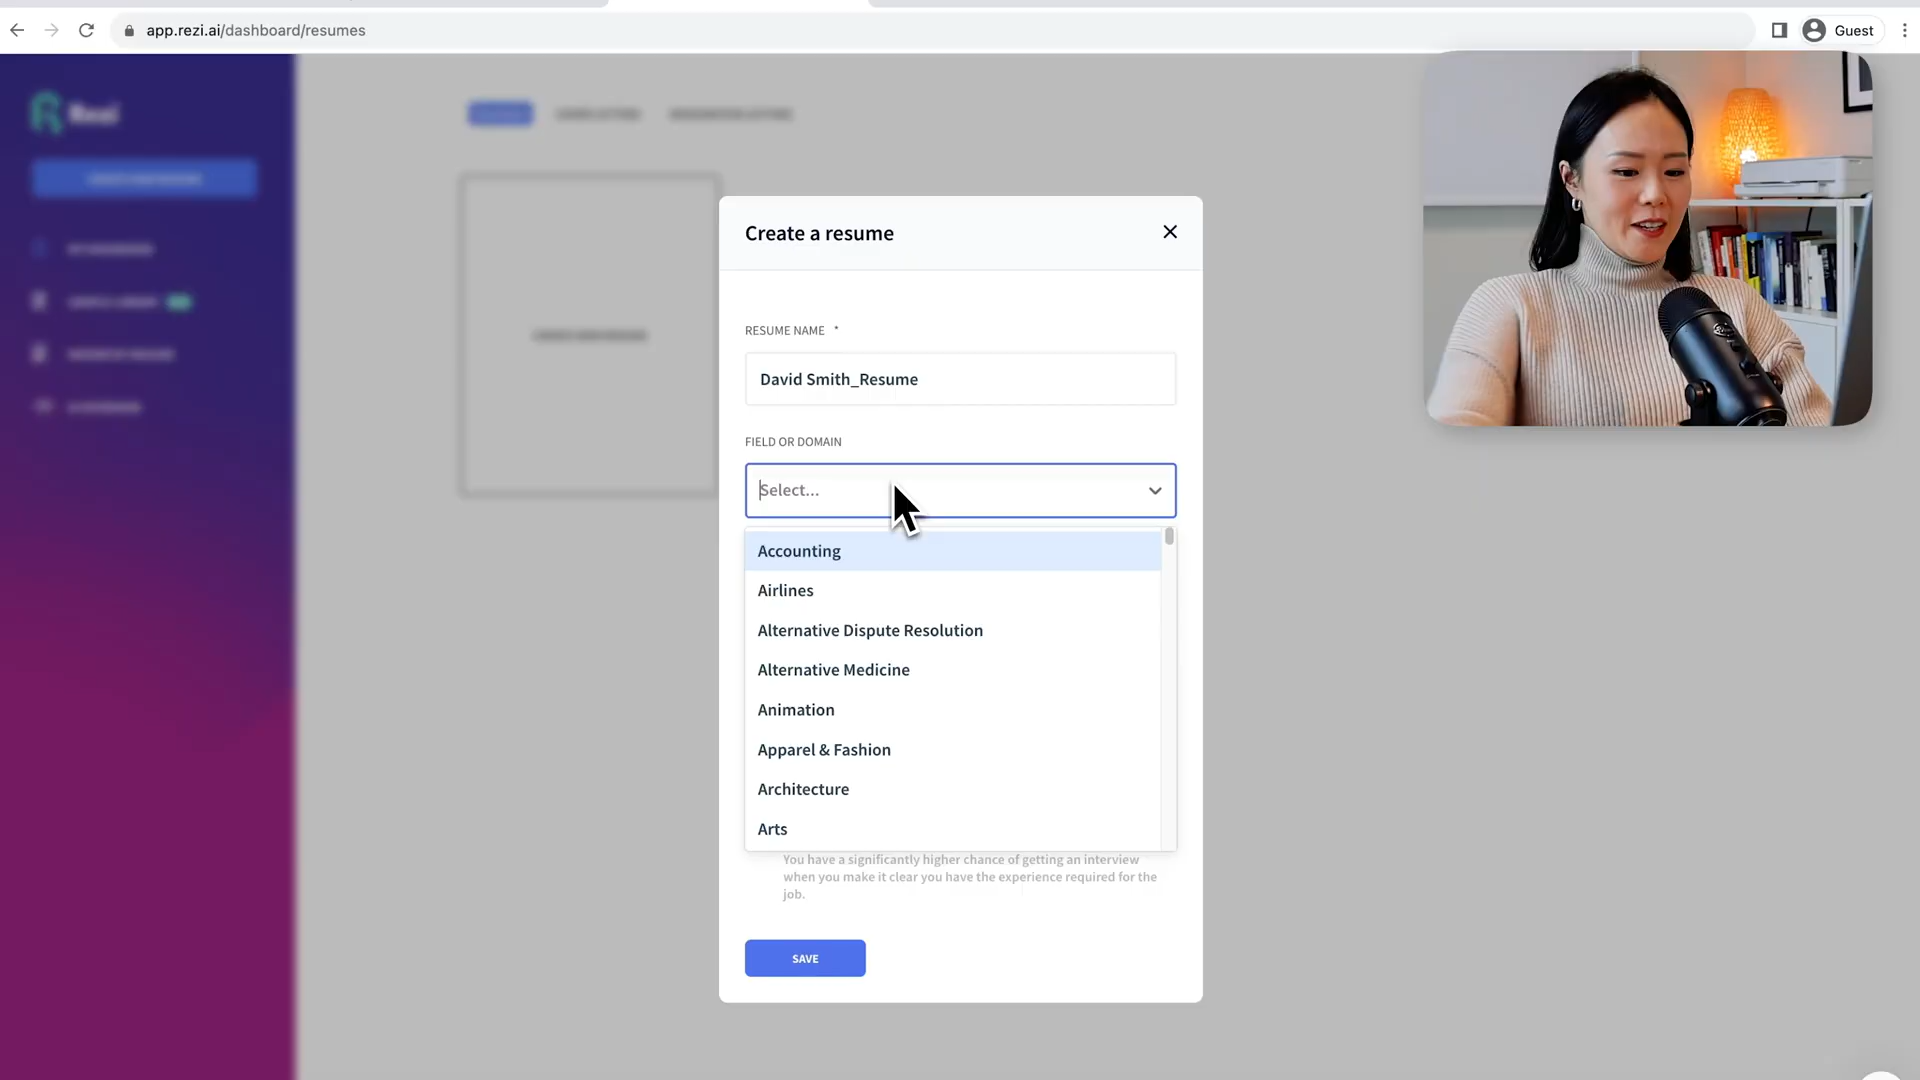 app.rezi.ai/dashboard/resumes
Guest
Rezi
Create a resume
RESUME NAME *
David Smith_Resume
FIELD OR DOMAIN
Select...
Accounting
Airlines
Alternative Dispute Resolution
Alternative Medicine
Animation
Apparel & Fashion
Architecture
Arts
You have a significantly higher chance of getting an interview
when you make it clear you have the experience required for the
job.
SAVE